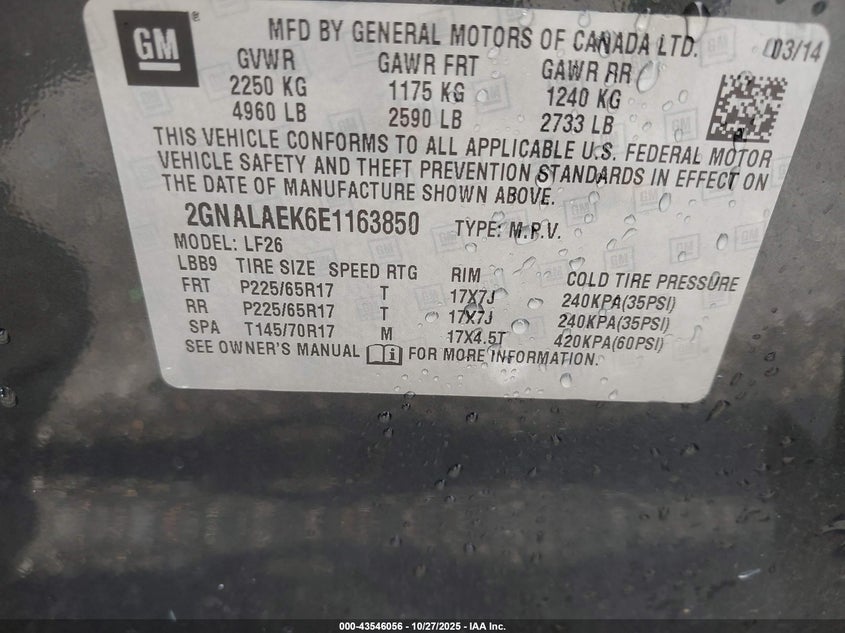 GM ®
MFD BY GENERAL MOTORS OF CANADA LTD. 03/14
GVWR GAWR FRT GAWR RR
2250 KG 1175 KG 1240 KG
4960 LB 2590 LB 2733 LB
THIS VEHICLE CONFORMS TO ALL APPLICABLE U.S. FEDERAL MOTOR
VEHICLE SAFETY AND THEFT PREVENTION STANDARDS IN EFFECT ON
THE DATE OF MANUFACTURE SHOWN ABOVE.
2GNALAEK6E1163850 TYPE: M.P.V.
MODEL: LF26
LBB9 TIRE SIZE SPEED RTG RIM COLD TIRE PRESSURE
FRT P225/65R17 T 17X7J 240KPA(35PSI)
RR P225/65R17 T 17X7J 240KPA(35PSI)
SPA T145/70R17 M 17X4.5T 420KPA(60PSI)
SEE OWNER'S MANUAL FOR MORE INFORMATION.
000-43546056 - 10/27/2025 - IAA Inc.